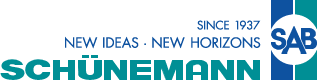 SINCE 1937
NEW IDEAS · NEW HORIZONS
SAB
SCHÜNEMANN